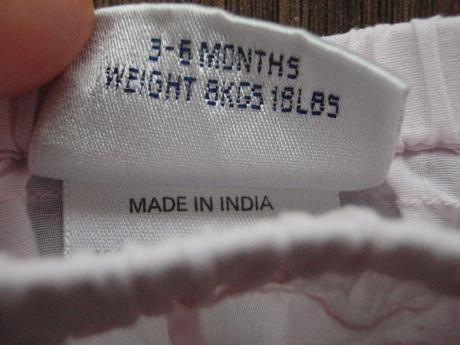 3-6 MONTHS
WEIGHT 8KGS 18LBS
MADE IN INDIA